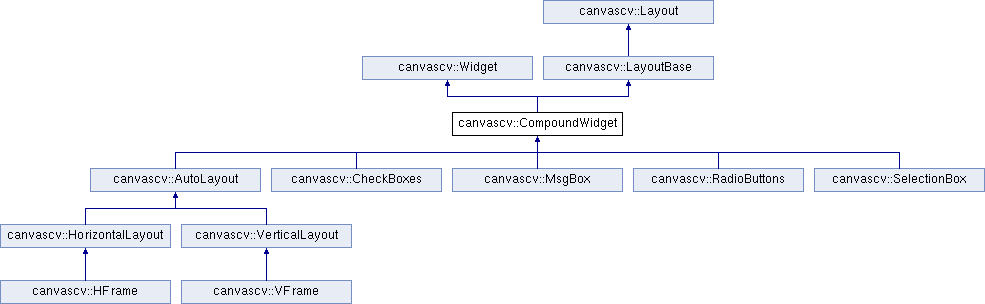 canvascv::Layout
canvascv::Widget
canvascv::LayoutBase
canvascv::CompoundWidget
canvascv::AutoLayout
canvascv::CheckBoxes
canvascv::MsgBox
canvascv::RadioButtons
canvascv::SelectionBox
canvascv::HorizontalLayout
canvascv::VerticalLayout
canvascv::HFrame
canvascv::VFrame